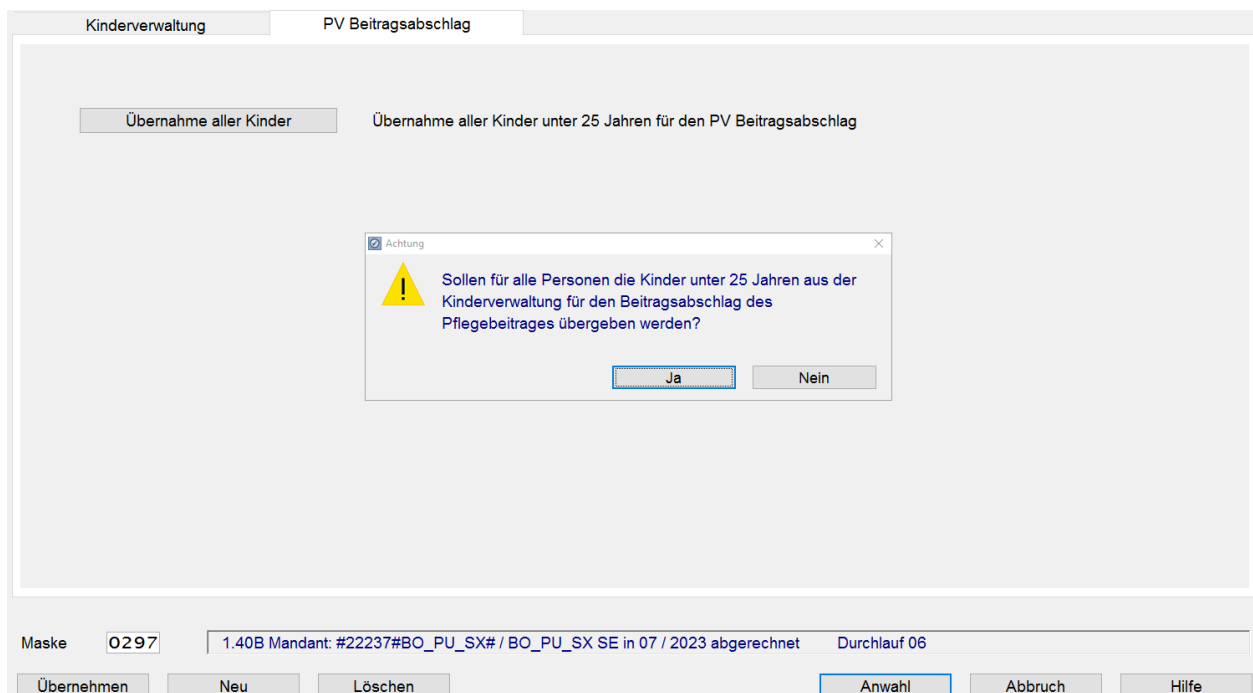 Kinderverwaltung PV Beitragsabschlag
Übernahme aller Kinder Übernahme aller Kinder unter 25 Jahren für den PV Beitragsabschlag
Achtung
Sollen für alle Personen die Kinder unter 25 Jahren aus der
Kinderverwaltung für den Beitragsabschlag des
Pflegebeitrages übergeben werden?
Ja Nein
Maske 0297 1.40B Mandant: #22237#BO_PU_SX# / BO_PU_SX SE in 07 / 2023 abgerechnet Durchlauf 06
Übernehmen Neu Löschen Anwahl Abbruch Hilfe